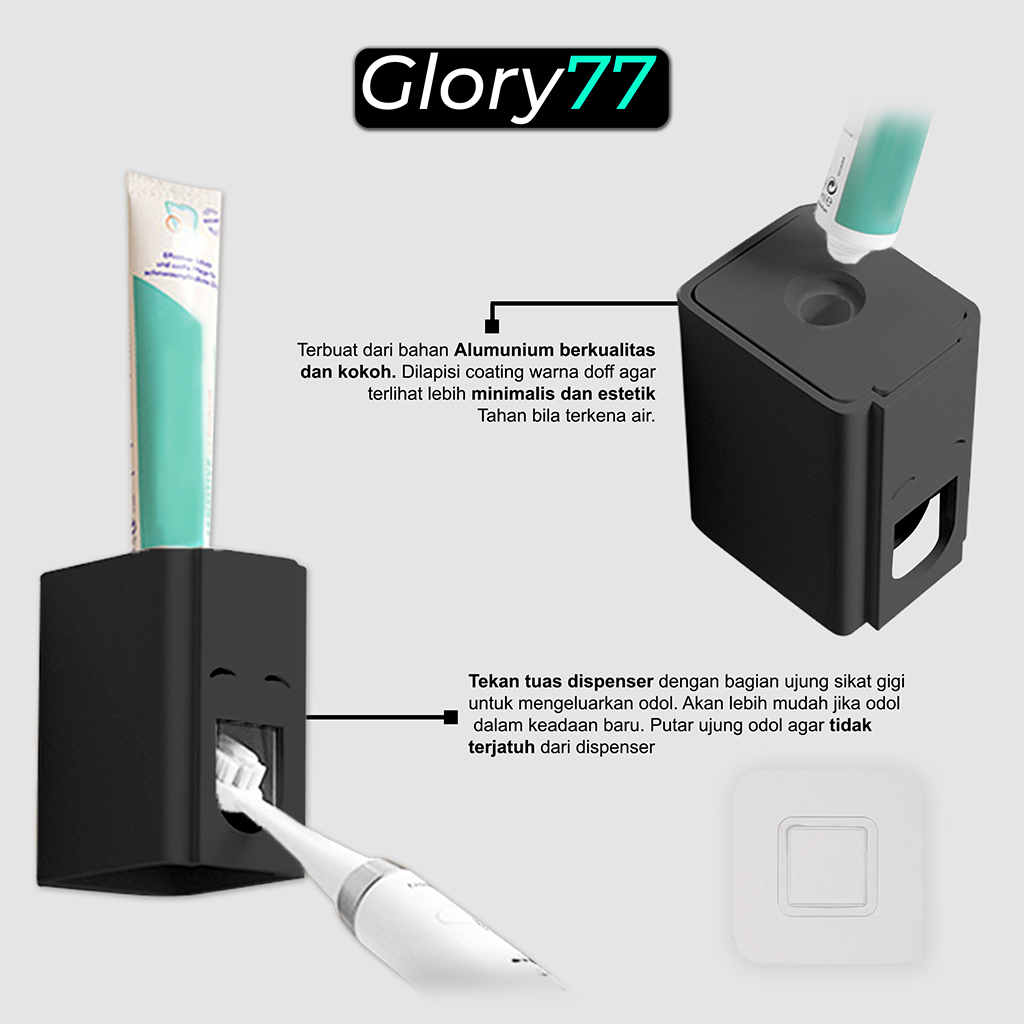 Glory77
Terbuat dari bahan Alumunium berkualitas
dan kokoh. Dilapisi coating warna doff agar
terlihat lebih minimalis dan estetik
Tahan bila terkena air.
Tekan tuas dispenser dengan bagian ujung sikat gigi
untuk mengeluarkan odol. Akan lebih mudah jika odol
dalam keadaan baru. Putar ujung odol agar tidak
terjatuh dari dispenser